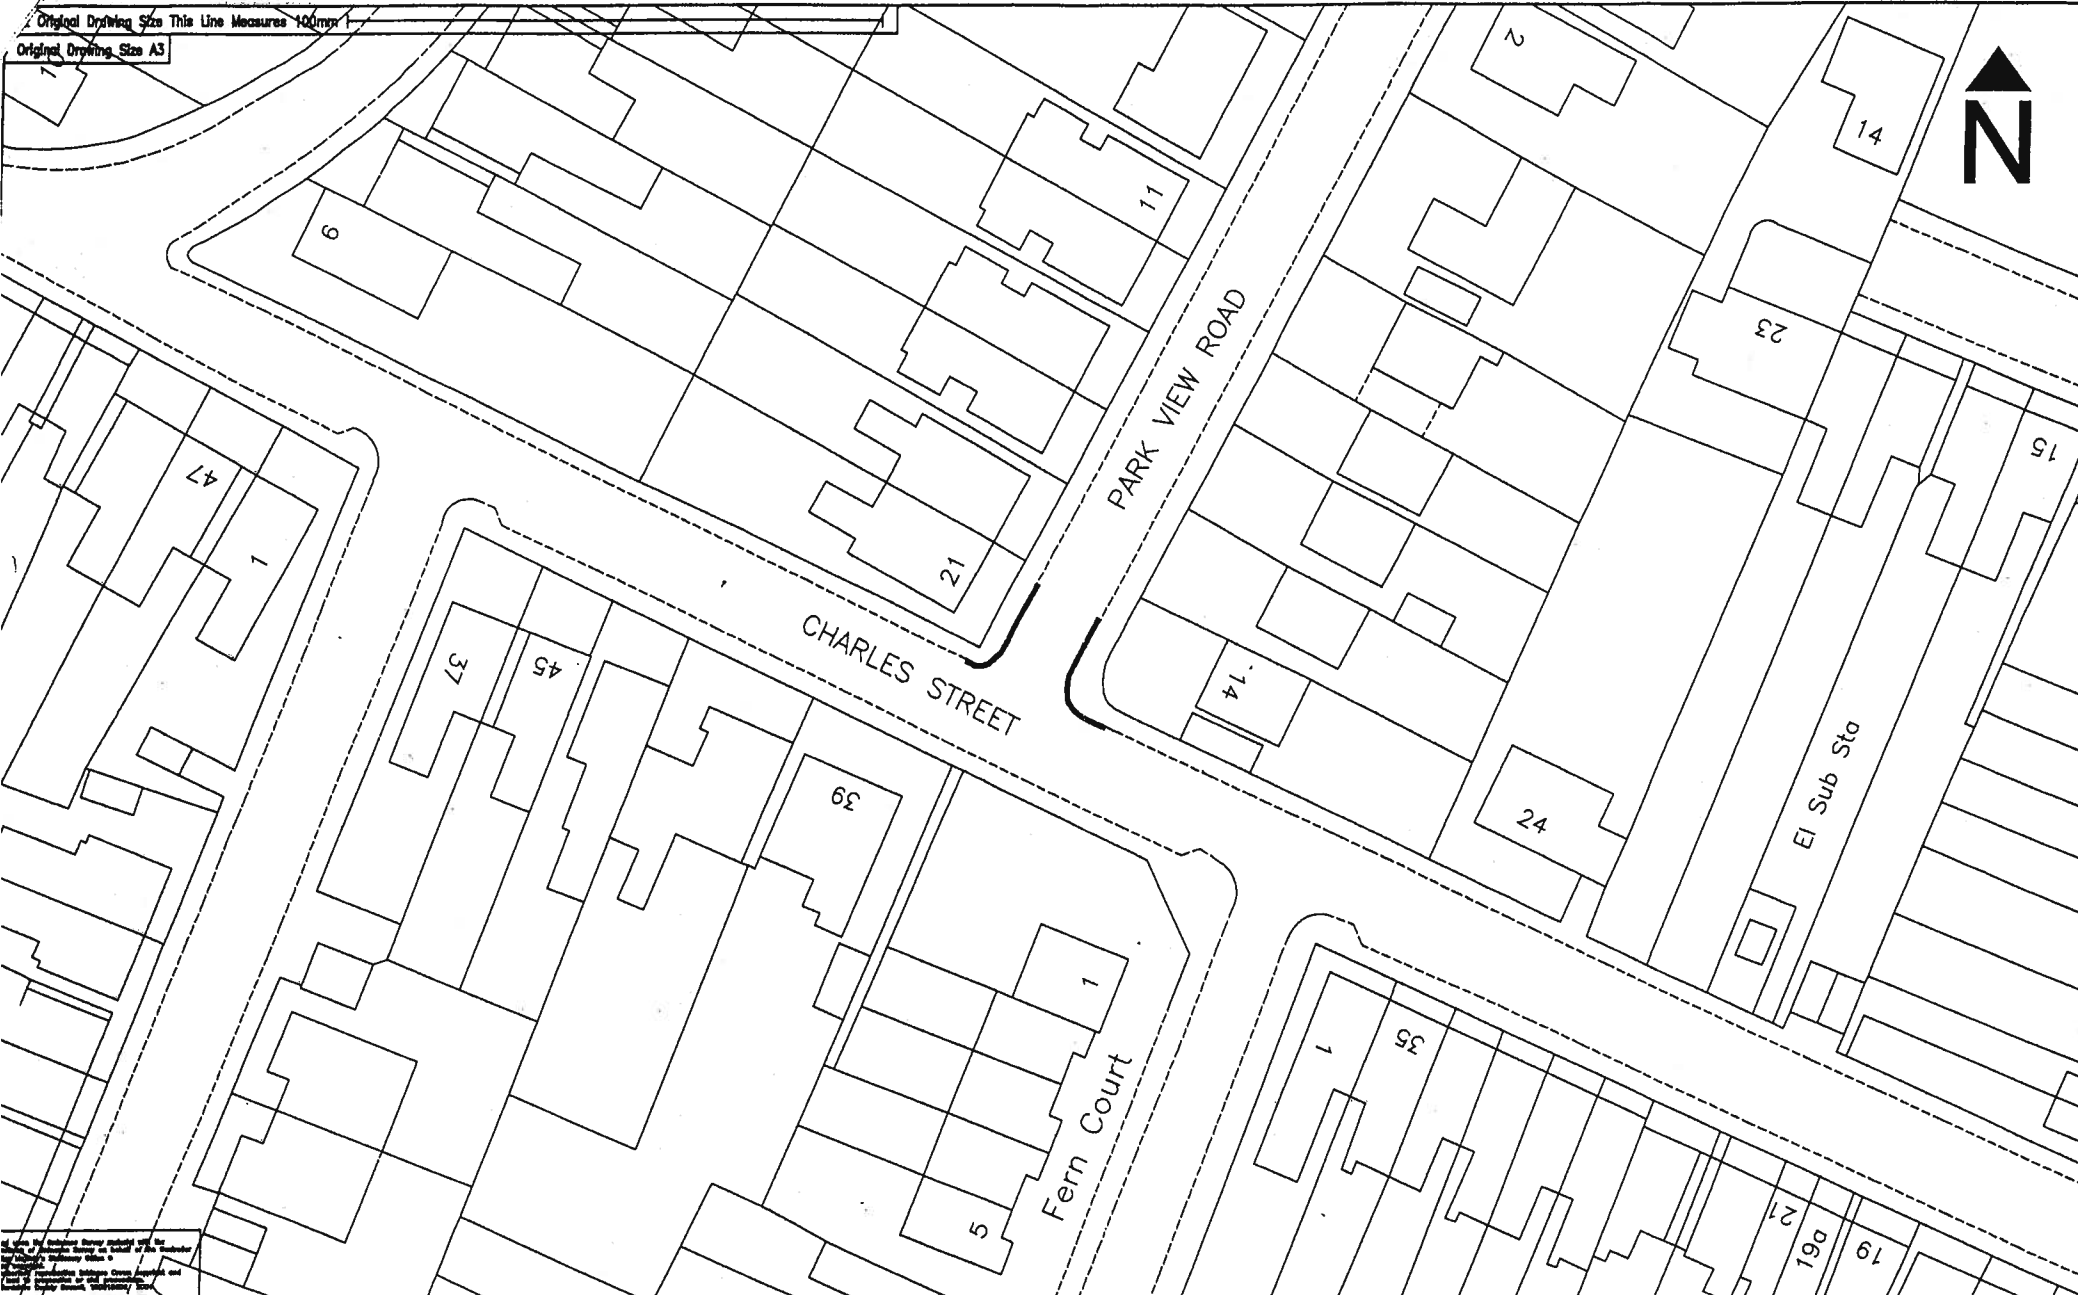 Original Drawing Size This Line Measures 100mm
Original Drawing Size A3
10
2
14
N
11
9
23
PARK VIEW ROAD
15
47
1
21
CHARLES STREET
37
45
14
39
24
El Sub Sta
1
1
35
Fern Court
5
21
19a
19